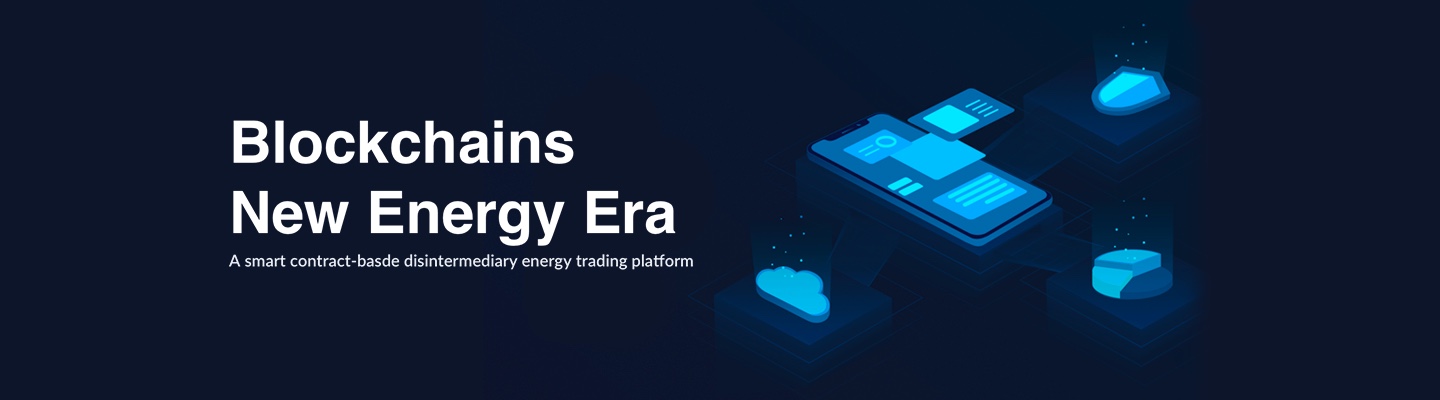 Blockchains
New Energy Era
A smart contract-basde disintermediary energy trading platform